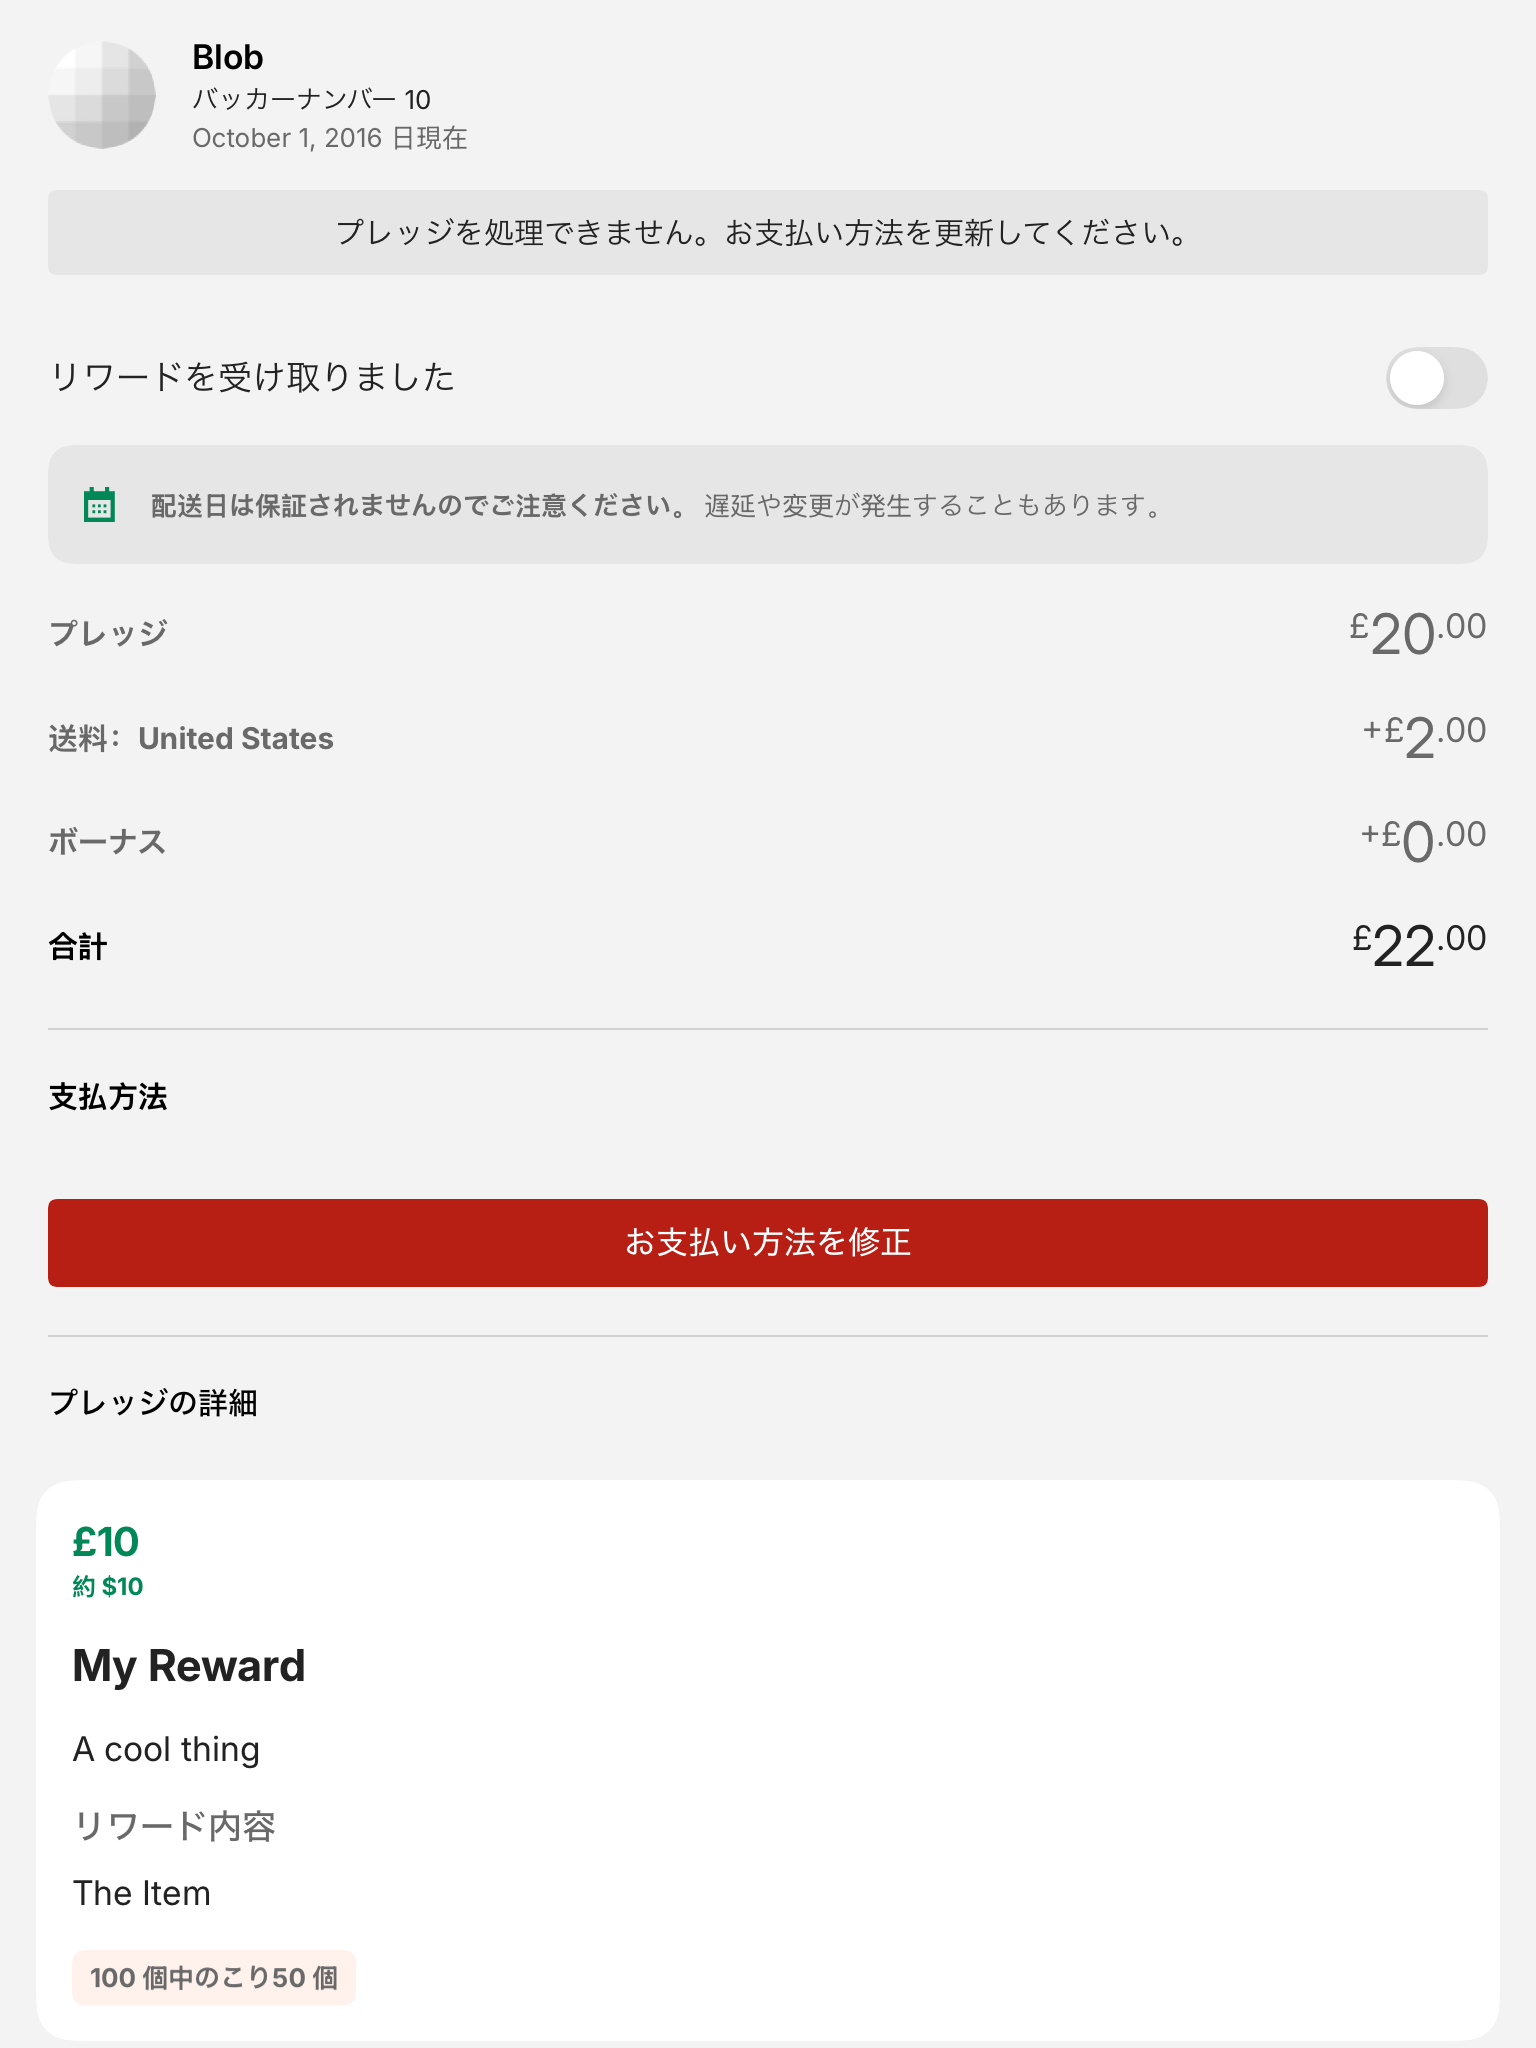 Blob
バッカーナンバー 10
October 1, 2016 日現在
プレッジを処理できません。お支払い方法を更新してください。
リワードを受け取りました
配送日は保証されませんのでご注意ください。 遅延や変更が発生することもあります。
プレッジ £20.00
送料： United States +£2.00
ボーナス +£0.00
合計 £22.00
支払方法
お支払い方法を修正
プレッジの詳細
£10
約 $10
My Reward
A cool thing
リワード内容
The Item
100 個中のこり50 個